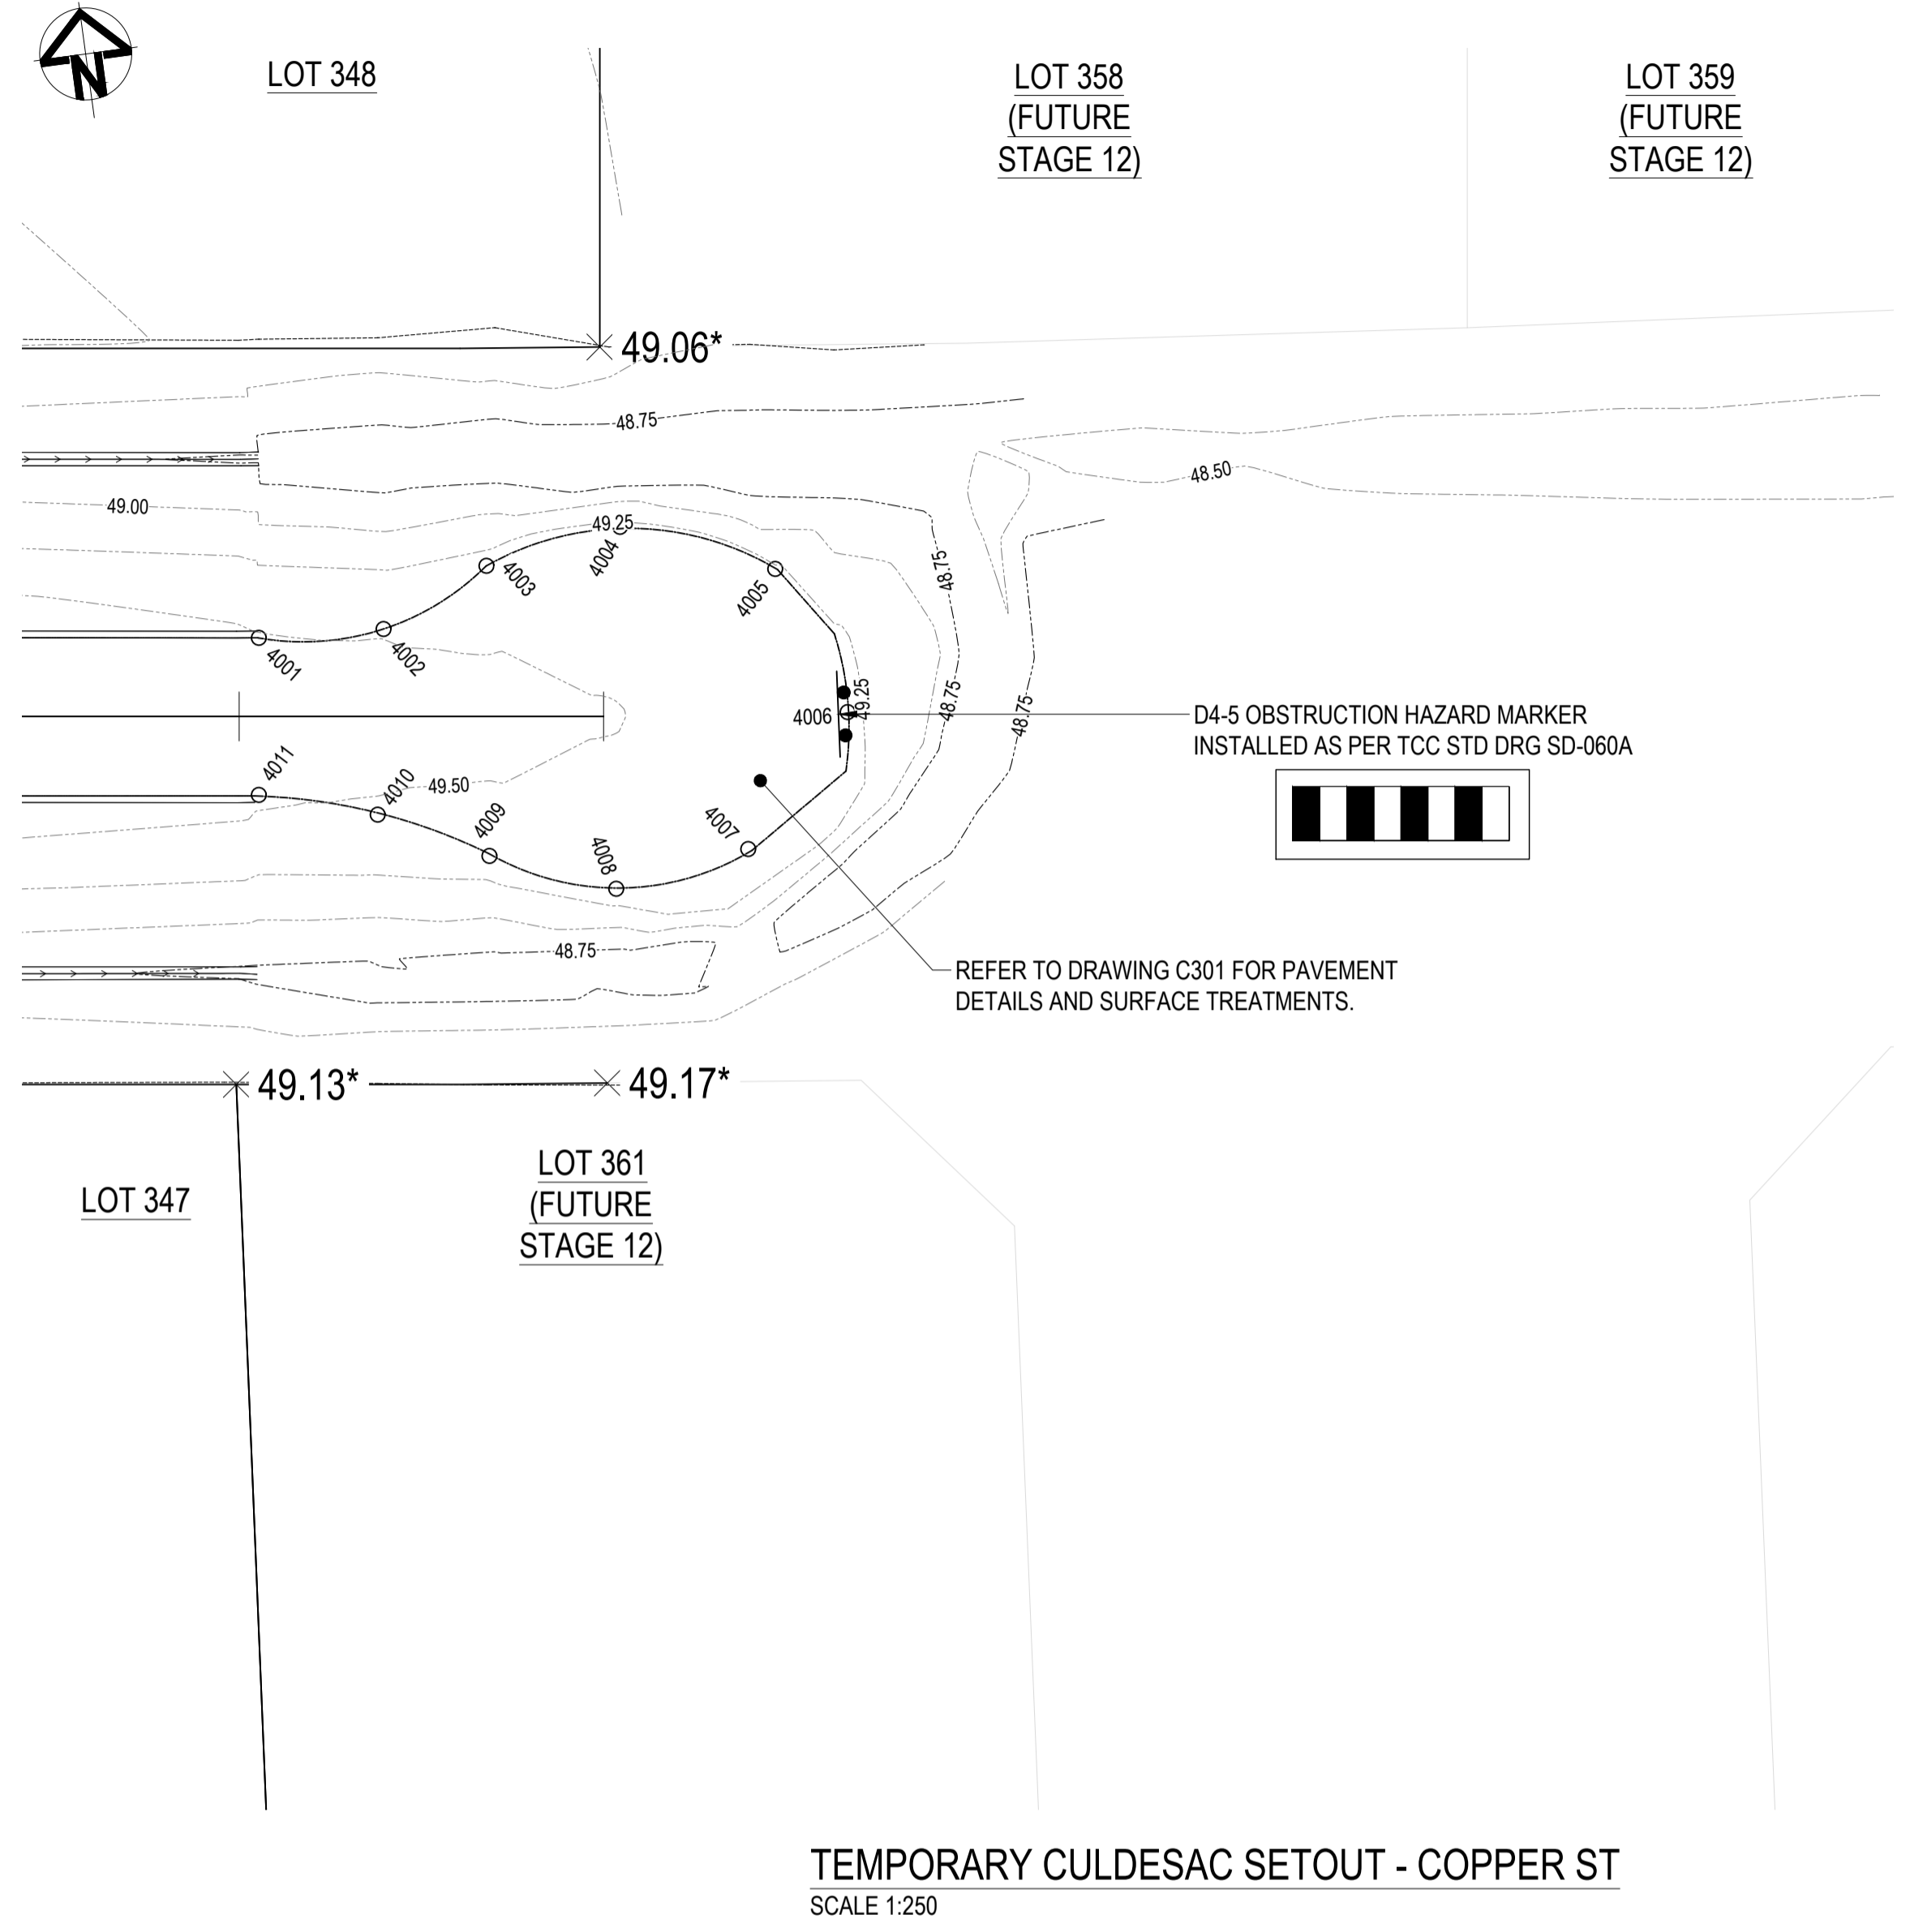 N
LOT 348
LOT 358
(FUTURE
STAGE 12)
LOT 359
(FUTURE
STAGE 12)
49.06*
48.75
48.50
49.00
49.25
4004
4003
4005
48.75
4002
4001
4006
49.25
48.75
48.75
D4-5 OBSTRUCTION HAZARD MARKER
INSTALLED AS PER TCC STD DRG SD-060A
4011
4010
49.50
4009
4007
4008
48.75
REFER TO DRAWING C301 FOR PAVEMENT
DETAILS AND SURFACE TREATMENTS.
49.13*
49.17*
LOT 347
LOT 361
(FUTURE
STAGE 12)
TEMPORARY CULDESAC SETOUT - COPPER ST
SCALE 1:250